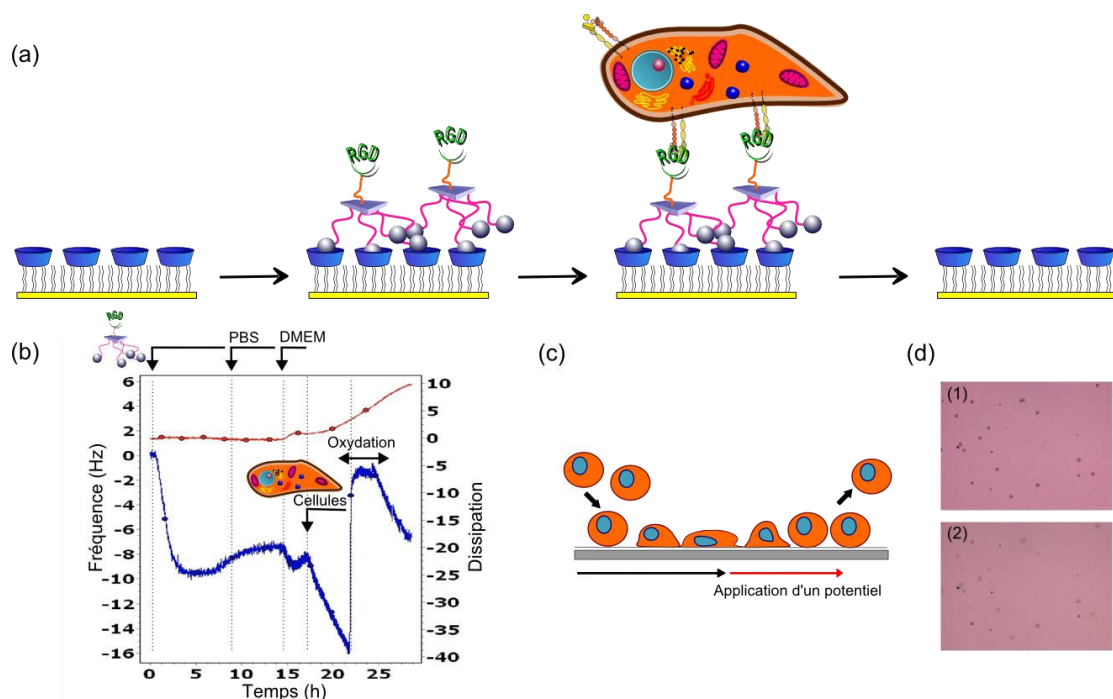 (a)
RGD
RGD
RGD
RGD
(b)
RGD
PBS
DMEM
6
4
2
0
-2
-4
-6
-8
-10
-12
-14
-16
Fréquence (Hz)
10
5
0
-5
-10
-15
-20
-25
-30
-35
-40
Dissipation
Oxydation
Cellules
0
5
10
15
20
25
Temps (h)
(c)
Application d'un potentiel
(d)
(1)
(2)